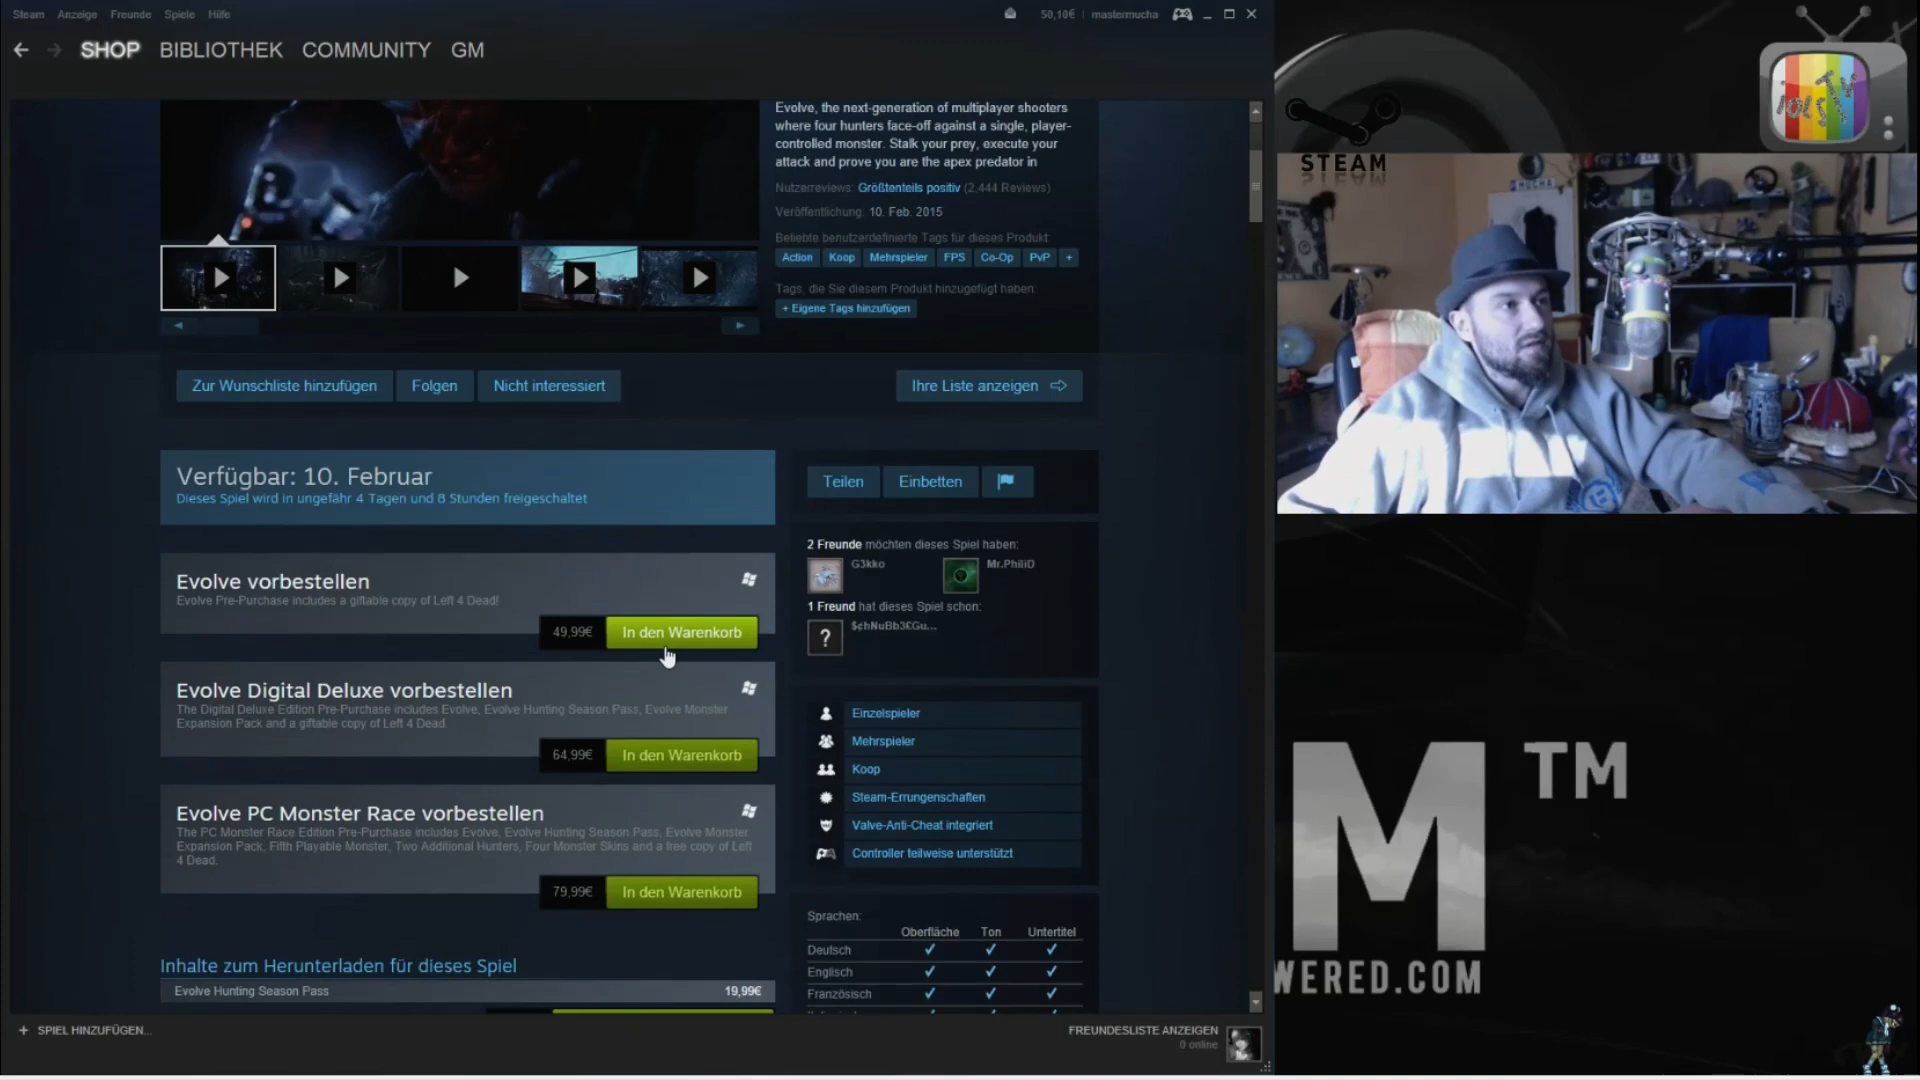 Steam Anzeige Freunde Spiele Hilfe
50,10€ | mastermucha
SHOP BIBLIOTHEK COMMUNITY GM
Evolve, the next-generation of multiplayer shooters
where four hunters face-off against a single, player-
controlled monster. Stalk your prey, execute your
attack and prove you are the apex predator in
Nutzerreviews: Größtenteils positiv (2,444 Reviews)
Veröffentlichung: 10. Feb. 2015
Beliebte benutzerdefinierte Tags für dieses Produkt:
Action Koop Mehrspieler FPS Co-Op PvP +
Tags, die Sie diesem Produkt hinzugefügt haben:
+ Eigene Tags hinzufügen
Zur Wunschliste hinzufügen Folgen Nicht interessiert Ihre Liste anzeigen
Verfügbar: 10. Februar
Dieses Spiel wird in ungefähr 4 Tagen und 8 Stunden freigeschaltet
Evolve vorbestellen
Evolve Pre-Purchase includes a giftable copy of Left 4 Dead!
49,99€ In den Warenkorb
Evolve Digital Deluxe vorbestellen
The Digital Deluxe Edition Pre-Purchase includes Evolve, Evolve Hunting Season Pass, Evolve Monster
Expansion Pack and a giftable copy of Left 4 Dead.
64,99€ In den Warenkorb
Evolve PC Monster Race vorbestellen
The PC Monster Race Edition Pre-Purchase includes Evolve, Evolve Hunting Season Pass, Evolve Monster
Expansion Pack, Fifth Playable Monster, Two Additional Hunters, Four Monster Skins and a free copy of Left
4 Dead.
79,99€ In den Warenkorb
Inhalte zum Herunterladen für dieses Spiel
Evolve Hunting Season Pass 19,99€
Teilen Einbetten
2 Freunde möchten dieses Spiel haben:
G3kko Mr.PhiliD
1 Freund hat dieses Spiel schon:
?
$chNuBb3£Gu...
Einzelspieler
Mehrspieler
Koop
Steam-Errungenschaften
Valve-Anti-Cheat integriert
Controller teilweise unterstützt
Sprachen:
Oberfläche Ton Untertitel
Deutsch
Englisch
Französisch
+ SPIEL HINZUFÜGEN...
FREUNDESLISTE ANZEIGEN
0 online
STEAM
MUCHA
M TM
WERED.COM